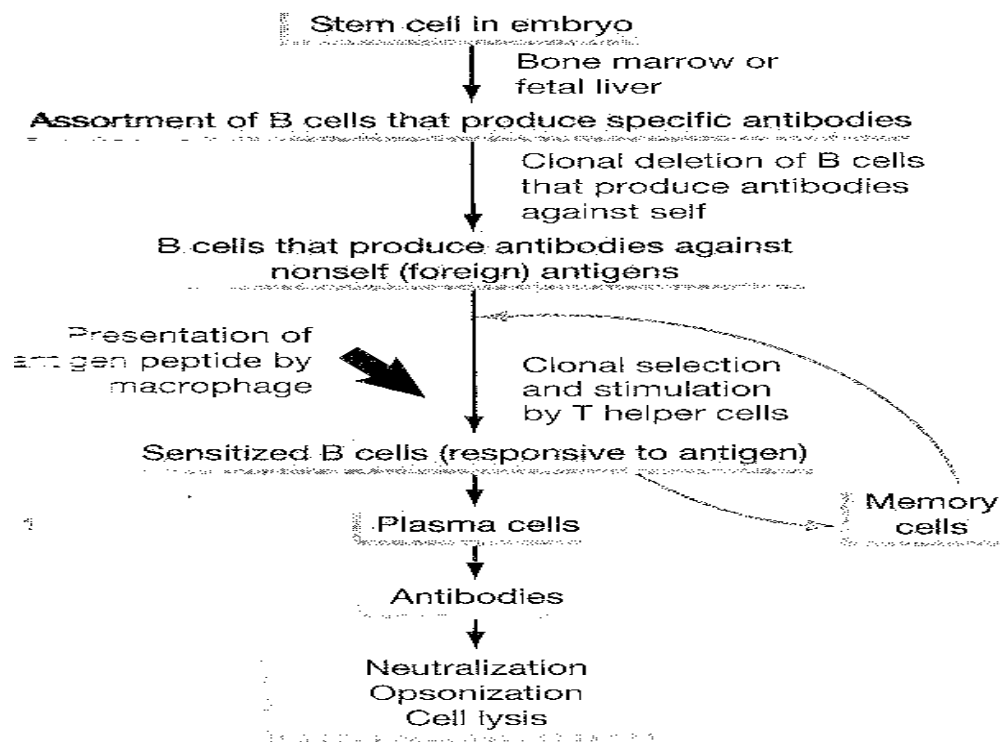 Stem cell in embryo
Bone marrow or
fetal liver
Assortment of B cells that produce specific antibodies
Clonal deletion of B cells
that produce antibodies
against self
B cells that produce antibodies against
nonself (foreign) antigens
Presentation of
antigen peptide by
macrophage
Clonal selection
and stimulation
by T helper cells
Sensitized B cells (responsive to antigen)
Memory
cells
Plasma cells
Antibodies
Neutralization
Opsonization
Cell lysis